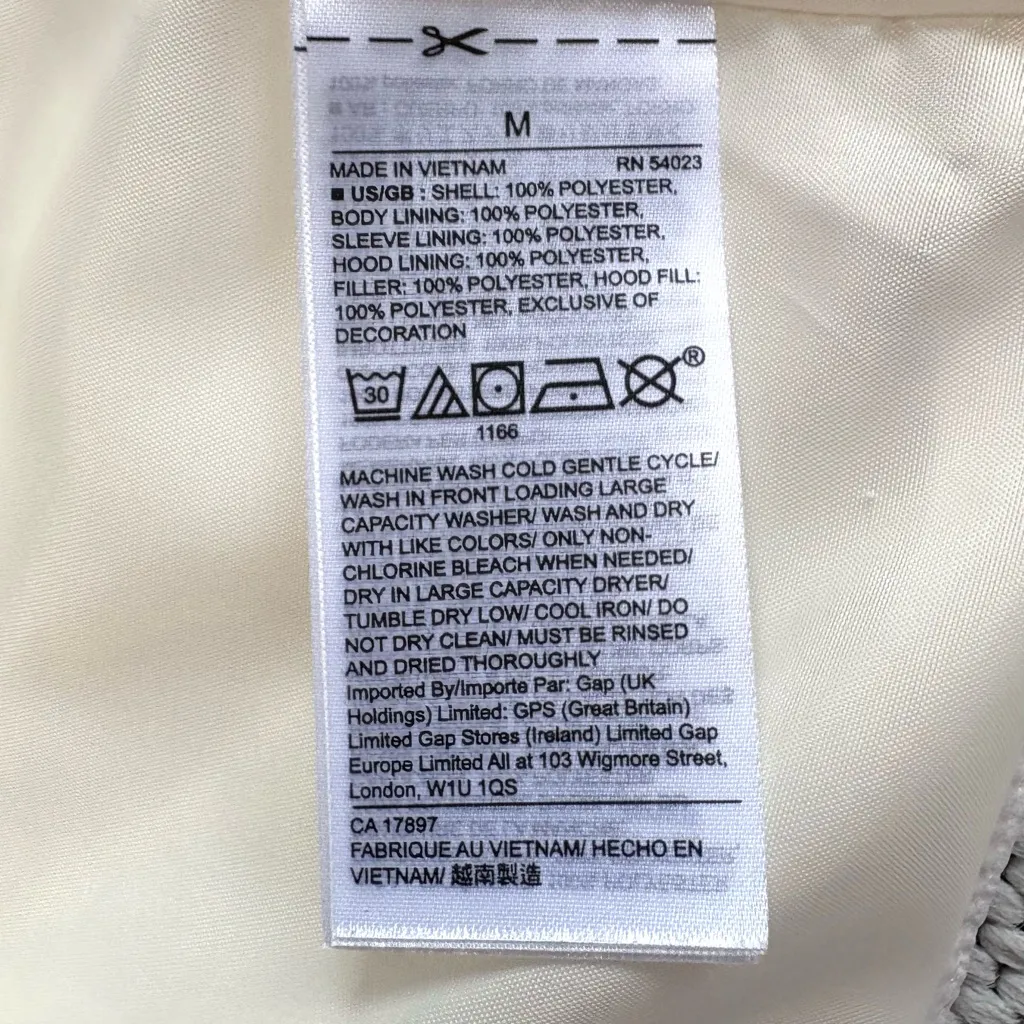 M
MADE IN VIETNAM RN 54023
■ US/GB : SHELL: 100% POLYESTER,
BODY LINING: 100% POLYESTER,
SLEEVE LINING: 100% POLYESTER,
HOOD LINING: 100% POLYESTER,
FILLER: 100% POLYESTER, HOOD FILL:
100% POLYESTER, EXCLUSIVE OF
DECORATION
30
®
1166
MACHINE WASH COLD GENTLE CYCLE/
WASH IN FRONT LOADING LARGE
CAPACITY WASHER/ WASH AND DRY
WITH LIKE COLORS/ ONLY NON-
CHLORINE BLEACH WHEN NEEDED/
DRY IN LARGE CAPACITY DRYER/
TUMBLE DRY LOW/ COOL IRON/ DO
NOT DRY CLEAN/ MUST BE RINSED
AND DRIED THOROUGHLY
Imported By/Importe Par: Gap (UK
Holdings) Limited: GPS (Great Britain)
Limited Gap Stores (Ireland) Limited Gap
Europe Limited All at 103 Wigmore Street,
London, W1U 1QS
CA 17897
FABRIQUE AU VIETNAM/ HECHO EN
VIETNAM/ 越南製造